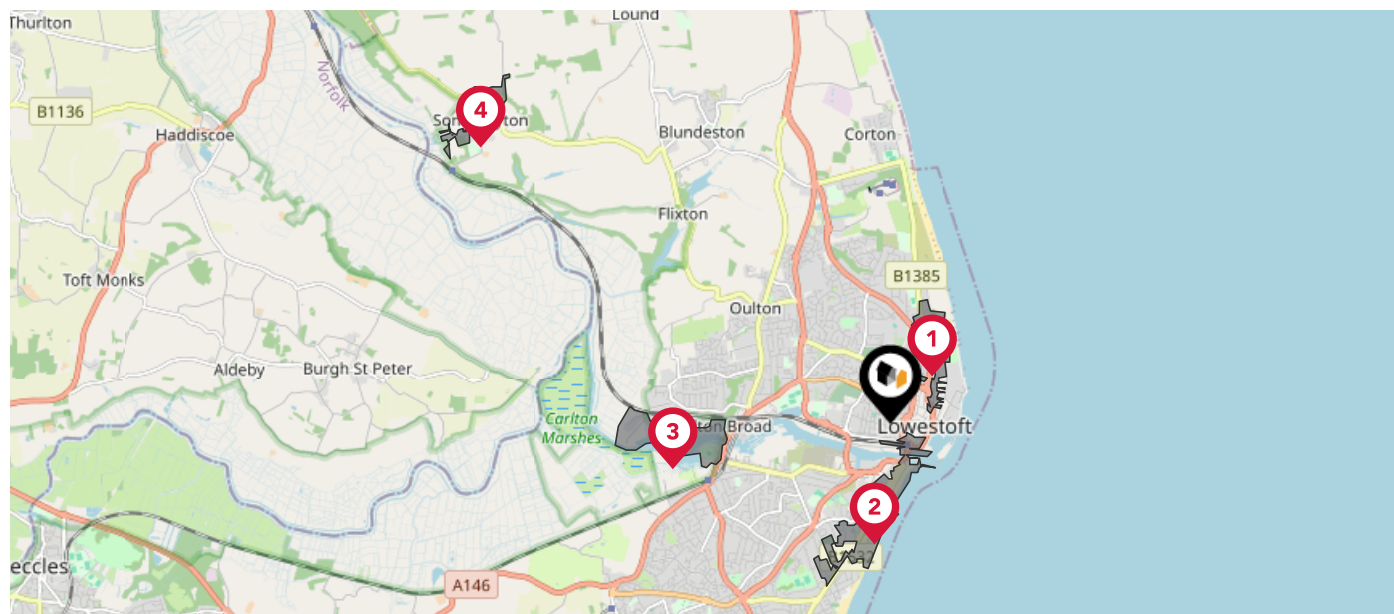 Thurlton
Lound
Norfolk
B1136
4
Haddiscoe
Blundeston
Corton
Flixton
Toft Monks
B1385
Oulton
1
Aldeby
Burgh St Peter
Carlton
Marshes
3
Broad
Lowestoft
2
A146
eccles